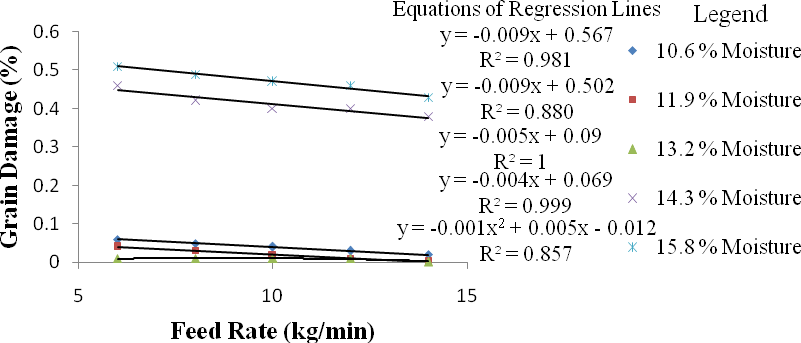 Equations of Regression Lines
y = -0.009x + 0.567
R² = 0.981
y = -0.009x + 0.502
R² = 0.880
y = -0.005x + 0.09
R² = 1
y = -0.004x + 0.069
R² = 0.999
y = -0.001x² + 0.005x - 0.012
R² = 0.857
Legend
10.6 % Moisture
11.9 % Moisture
13.2 % Moisture
14.3 % Moisture
15.8 % Moisture
Grain Damage (%)
0.6
0.5
0.4
0.3
0.2
0.1
0
5
10
15
Feed Rate (kg/min)